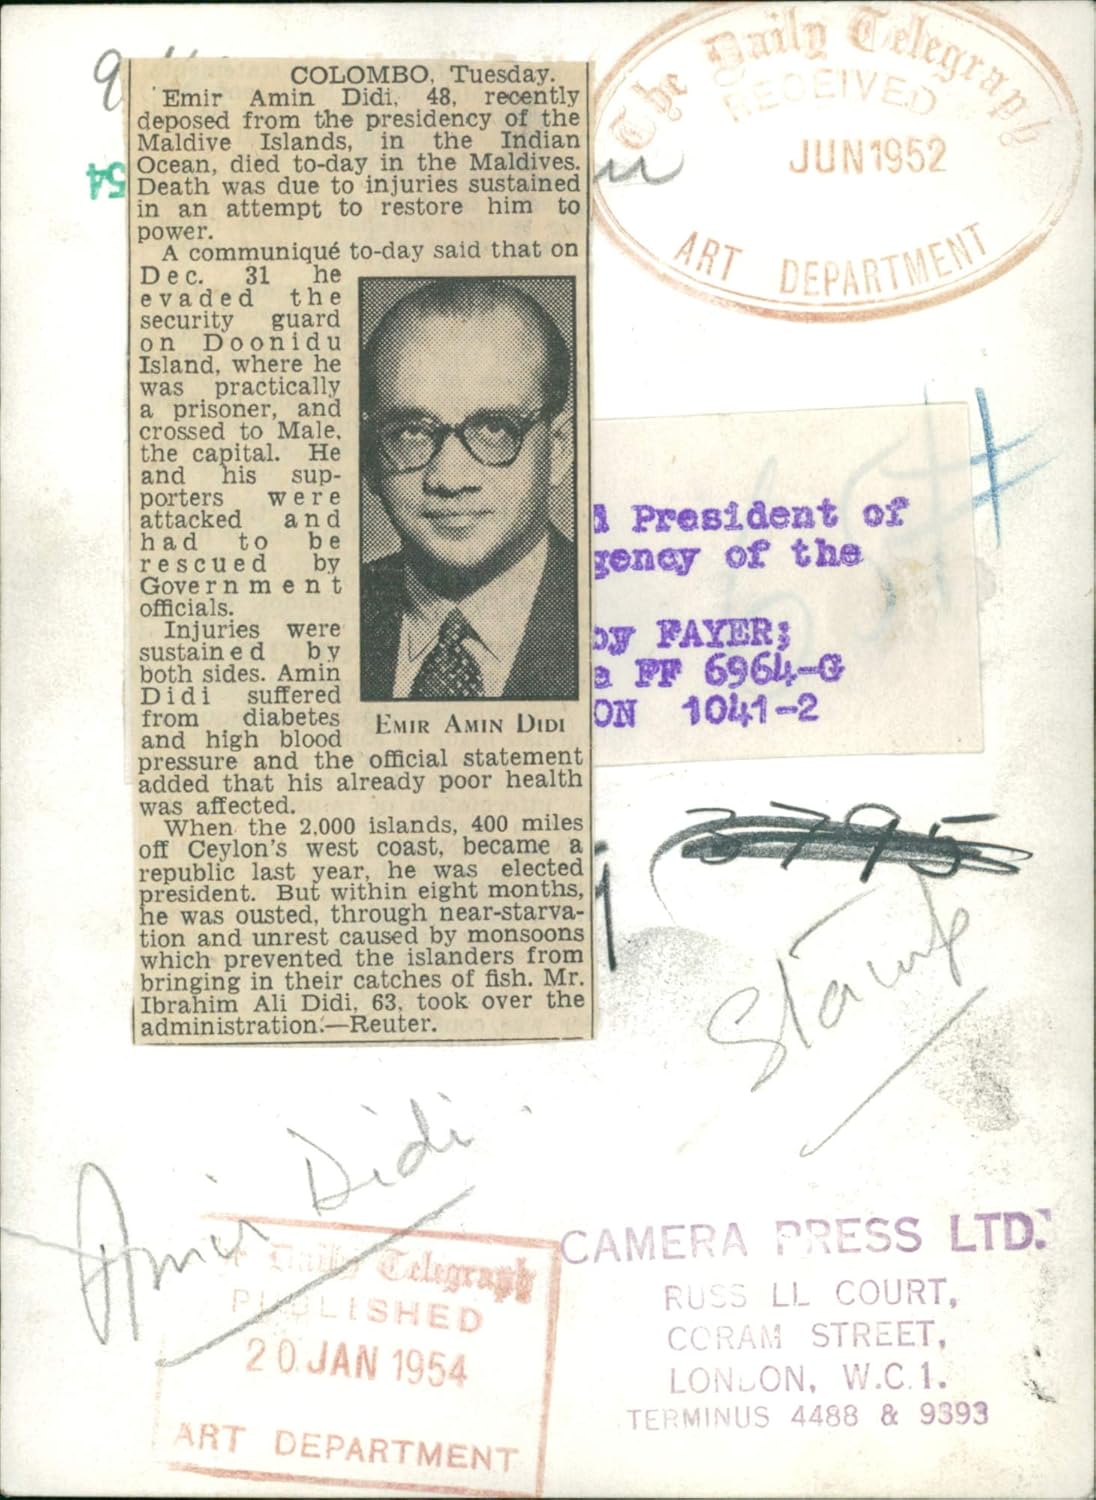 COLOMBO, Tuesday.
Emir Amin Didi, 48, recently
deposed from the presidency of the
Maldive Islands, in the Indian
Ocean, died to-day in the Maldives.
Death was due to injuries sustained
in an attempt to restore him to
power.
A communiqué to-day said that on
Dec. 31 he
evaded the
security guard
on Doonidu
Island, where he
was practically
a prisoner, and
crossed to Male,
the capital. He
and his sup-
porters were
attacked and
had to be
rescued by
Government
officials.
Injuries were
sustained by
both sides. Amin
Didi suffered
from diabetes
and high blood
pressure and the official statement
added that his already poor health
was affected.
When the 2,000 islands, 400 miles
off Ceylon's west coast, became a
republic last year, he was elected
president. But within eight months,
he was ousted, through near-starva-
tion and unrest caused by monsoons
which prevented the islanders from
bringing in their catches of fish. Mr.
Ibrahim Ali Didi, 63, took over the
administration.—Reuter.
EMIR AMIN DIDI
The Daily Telegraph
RECEIVED
JUN 1952
ART DEPARTMENT
54
President of
gency of the
by FAYER;
FF 6964-G
ON 1041-2
3795
Stamp
Amin Didi
The Daily Telegraph
PUBLISHED
20 JAN 1954
ART DEPARTMENT
CAMERA PRESS LTD.
RUSS LL COURT,
CORAM STREET,
LONDON, W.C.1.
TERMINUS 4488 & 9393